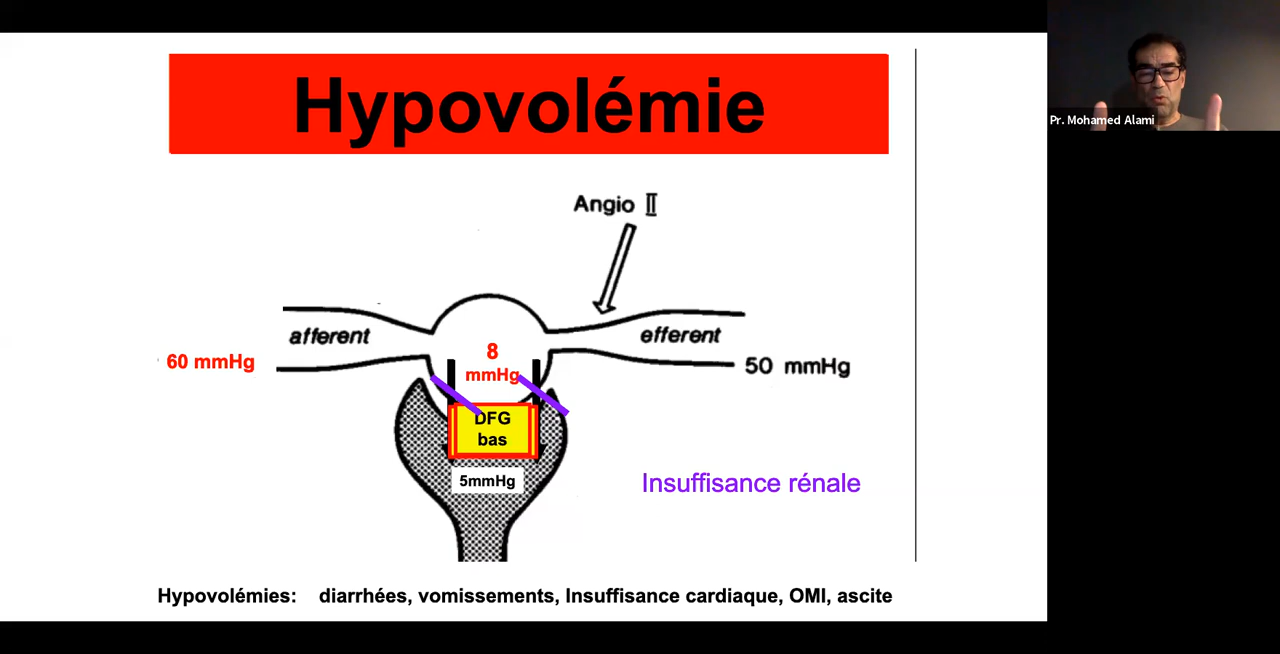 Hypovolémie
Pr. Mohamed Alami
Angio II
afferent
efferent
60 mmHg
8
mmHg
50 mmHg
DFG
bas
5mmHg
Insuffisance rénale
Hypovolémies: diarrhées, vomissements, Insuffisance cardiaque, OMI, ascite